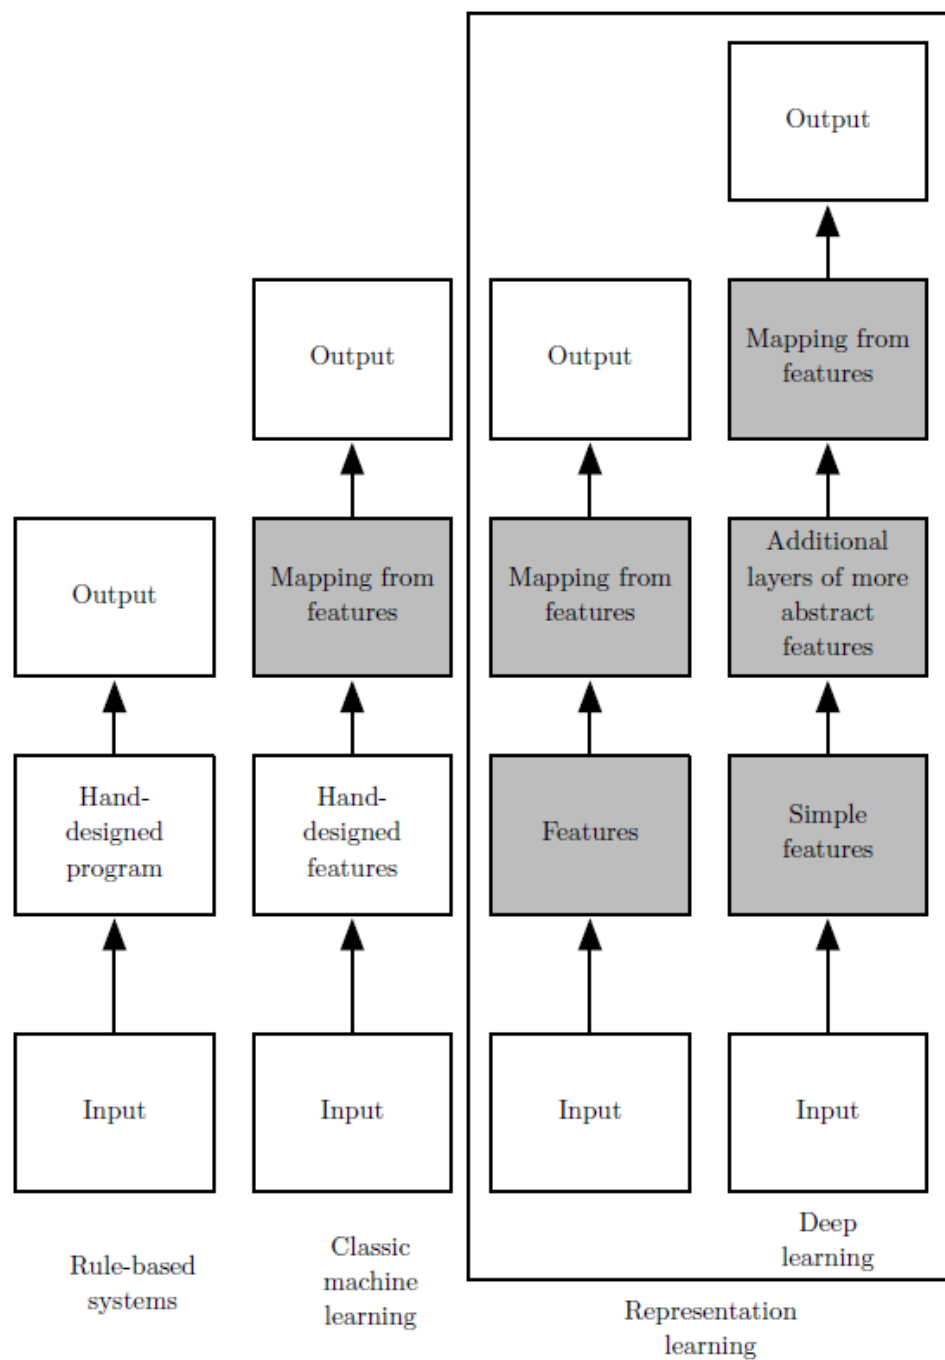 Output
Output
Output
Mapping from
features
Output
Mapping from
features
Mapping from
features
Additional
layers of more
abstract
features
Hand-
designed
program
Hand-
designed
features
Features
Simple
features
Input
Input
Input
Input
Rule-based
systems
Classic
machine
learning
Deep
learning
Representation
learning